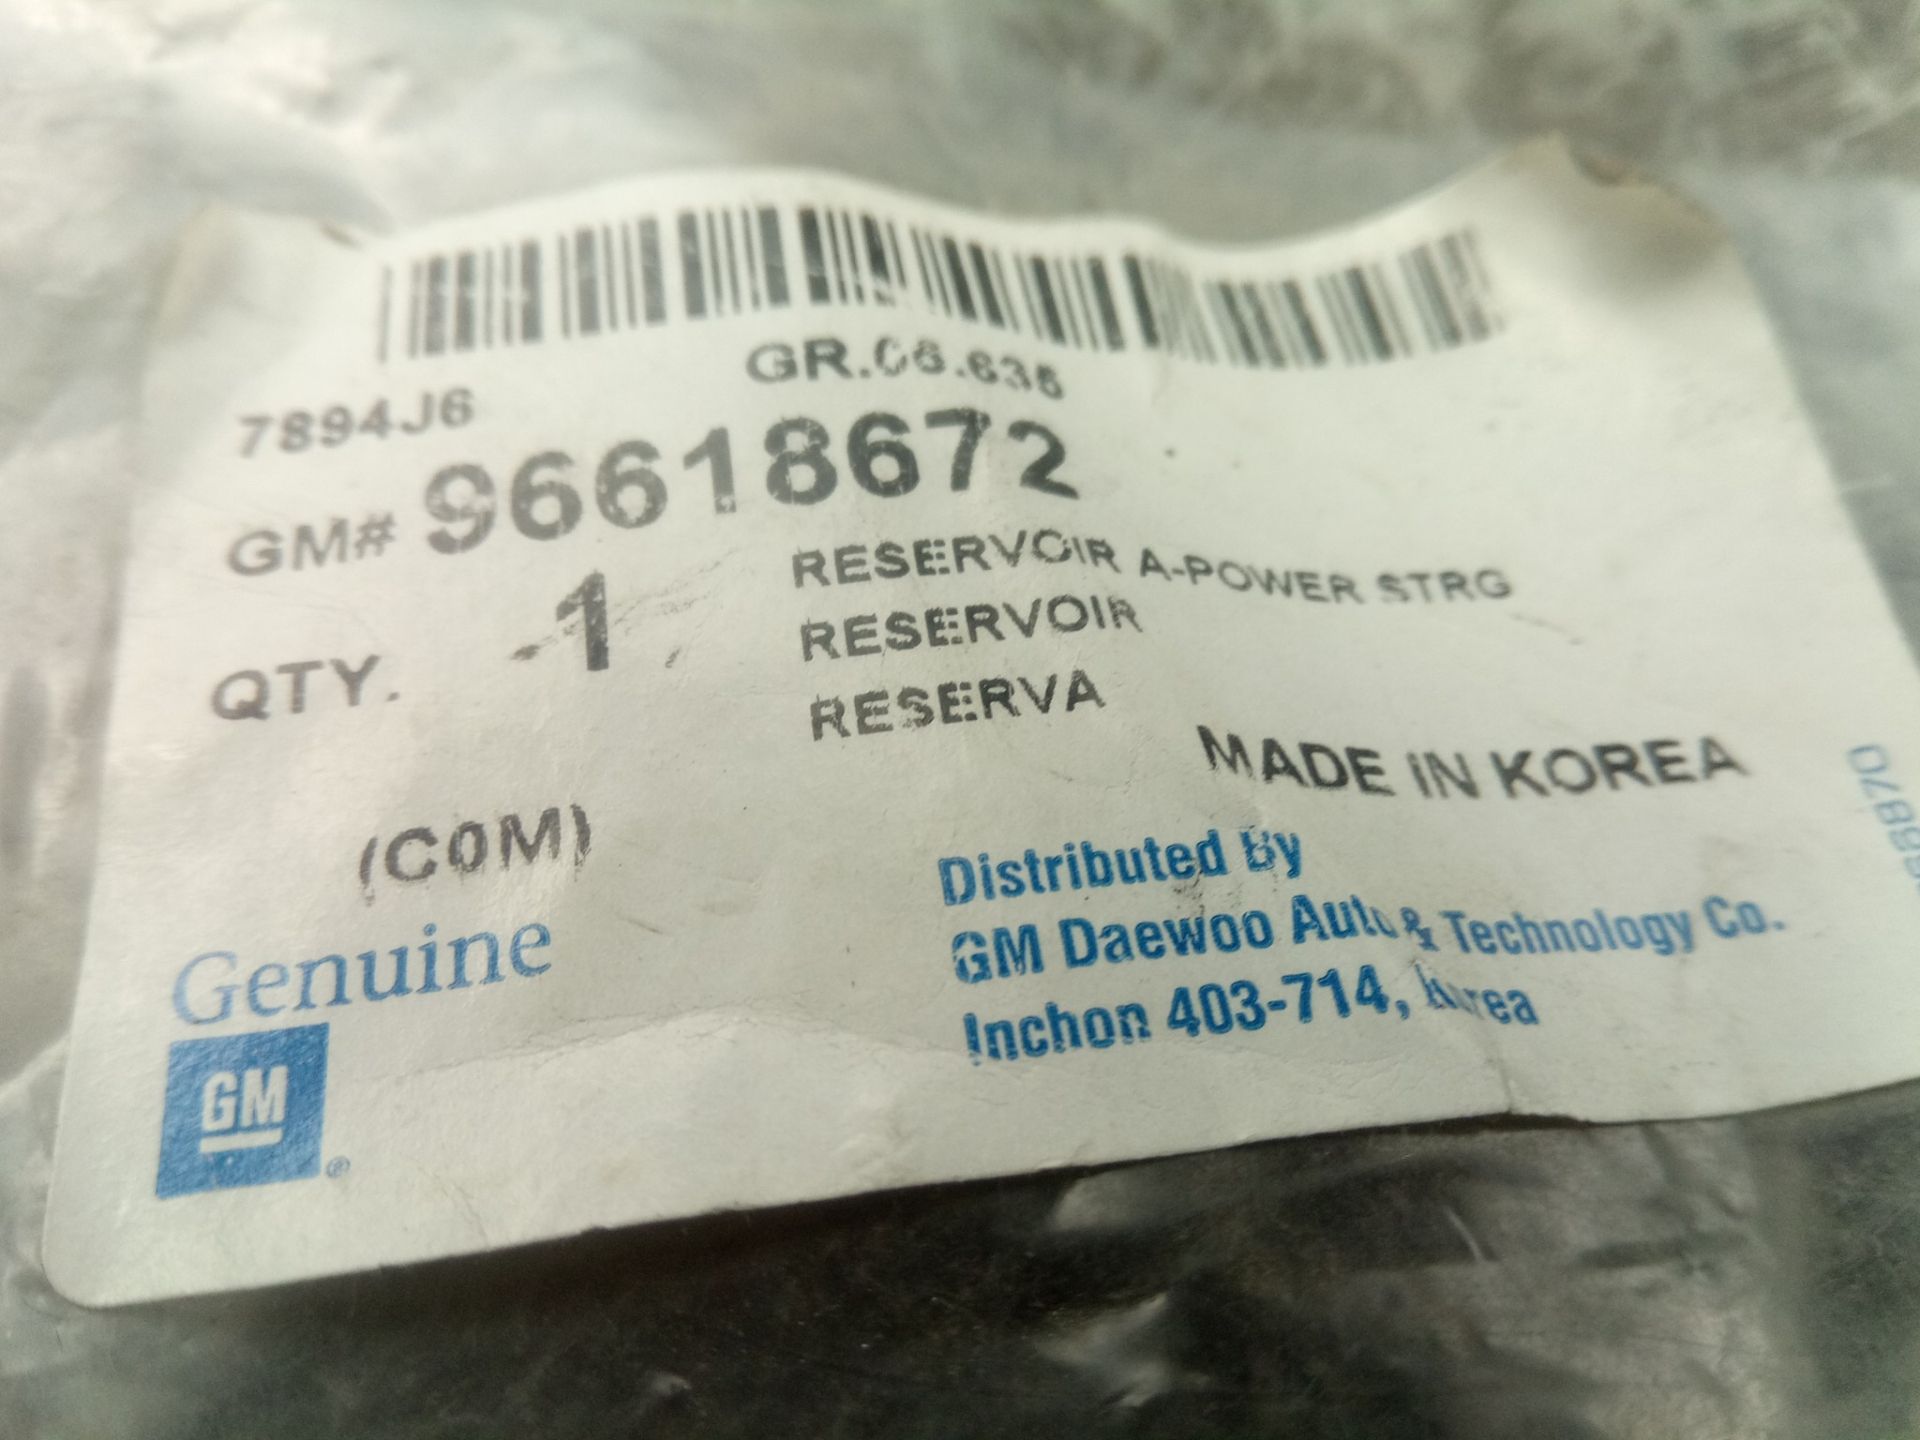 GR.06.636
7894J6
GM# 96618672
RESERVOIR A-POWER STRG
QTY. 1
RESERVOIR
RESERVA
MADE IN KOREA
(C0M)
Distributed By
GM Daewoo Auto & Technology Co.
Inchon 403-714, Korea
Genuine
GM
®